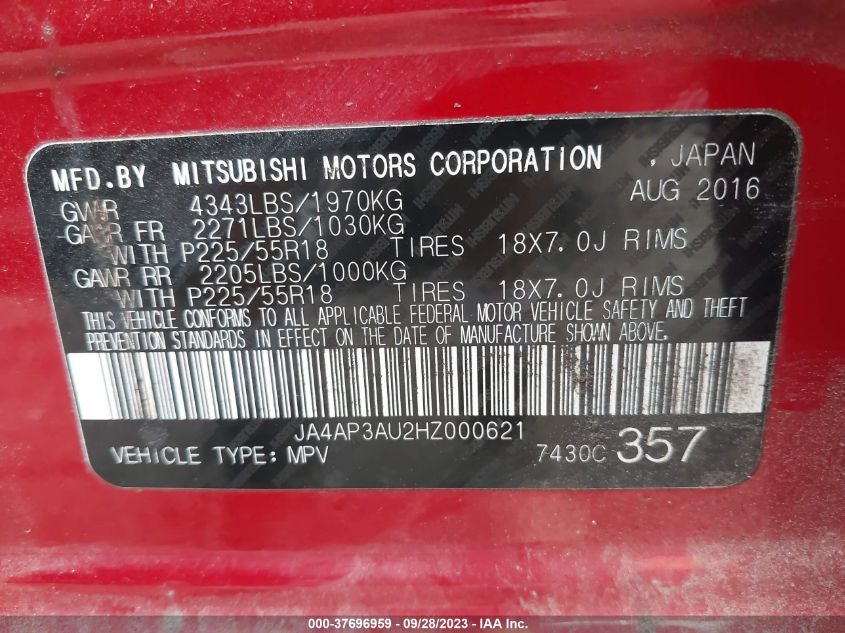 MFD.BY MITSUBISHI MOTORS CORPORATION , JAPAN
GVWR 4343LBS/1970KG AUG 2016
GAWR FR 2271LBS/1030KG
WITH P225/55R18 TIRES 18X7.0J RIMS
GAWR RR 2205LBS/1000KG
WITH P225/55R18 TIRES 18X7.0J RIMS
THIS VEHICLE CONFORMS TO ALL APPLICABLE FEDERAL MOTOR VEHICLE SAFETY AND THEFT
PREVENTION STANDARDS IN EFFECT ON THE DATE OF MANUFACTURE SHOWN ABOVE.
JA4AP3AU2HZ000621
VEHICLE TYPE: MPV 7430C 357
000-37696959 - 09/28/2023 - IAAI.COM